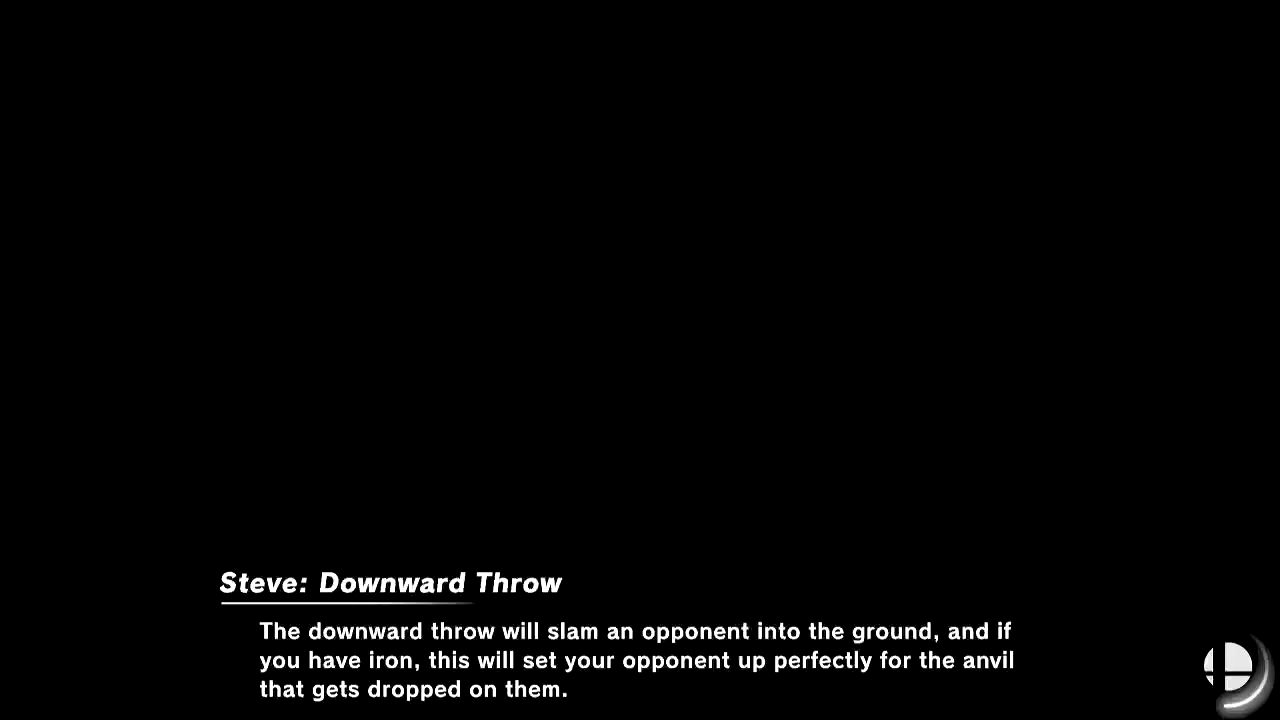 Steve: Downward Throw
The downward throw will slam an opponent into the ground, and if
you have iron, this will set your opponent up perfectly for the anvil
that gets dropped on them.